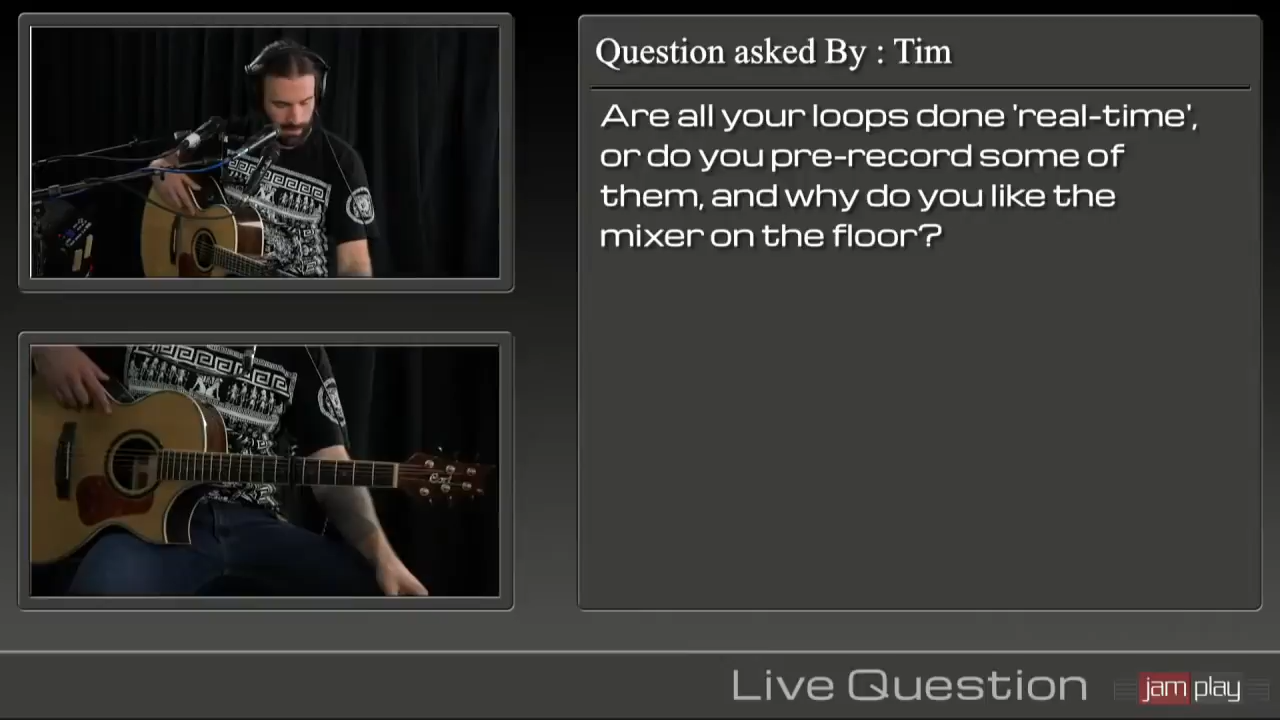 Question asked By : Tim
Are all your loops done 'real-time',
or do you pre-record some of
them, and why do you like the
mixer on the floor?
Live Question
jam play